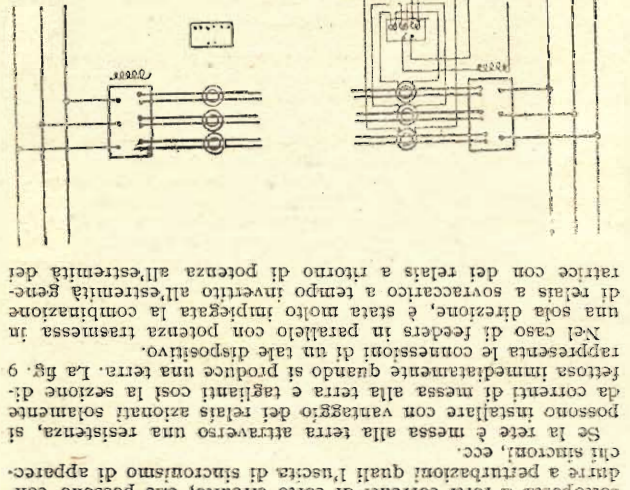 durre a perturbazioni quali l'uscita di sincronismo di apparec-
chi sincroni, ecc.
Se la rete è messa alla terra attraverso una resistenza, si
possono installare con vantaggio dei relais azionati solamente
da correnti di messa alla terra e taglianti così la sezione di-
fettosa immediatamente quando si produce una terra. La fig. 9
rappresenta le connessioni di un tale dispositivo.
Nel caso di feeders in parallelo con potenza trasmessa in
una sola direzione, è stata molto impiegata la combinazione
di relais a sovraccarico a tempo invertito all'estremità gene-
ratrice con dei relais a ritorno di potenza all'estremità dei